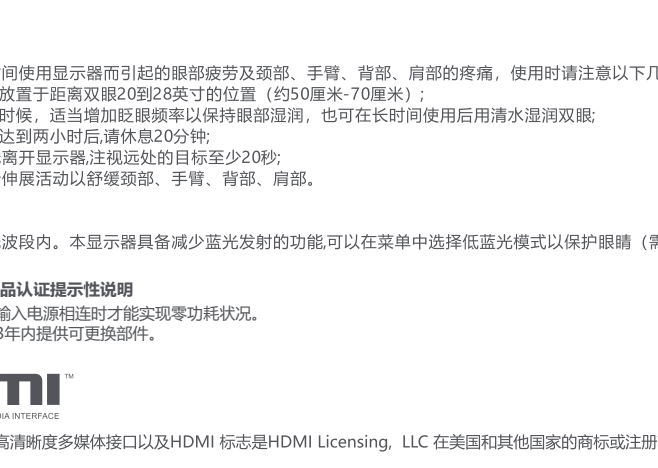 间使用显示器而引起的眼部疲劳及颈部、手臂、背部、肩部的疼痛，使用时请注意以下几
放置于距离双眼20到28英寸的位置（约50厘米-70厘米）;
时候，适当增加眨眼频率以保持眼部湿润，也可在长时间使用后用清水湿润双眼;
达到两小时后,请休息20分钟;
离开显示器,注视远处的目标至少20秒;
伸展活动以舒缓颈部、手臂、背部、肩部。
波段内。本显示器具备减少蓝光发射的功能,可以在菜单中选择低蓝光模式以保护眼睛（需
品认证提示性说明
输入电源相连时才能实现零功耗状况。
3年内提供可更换部件。
mi™
DIA INTERFACE
高清晰度多媒体接口以及HDMI 标志是HDMI Licensing, LLC 在美国和其他国家的商标或注册